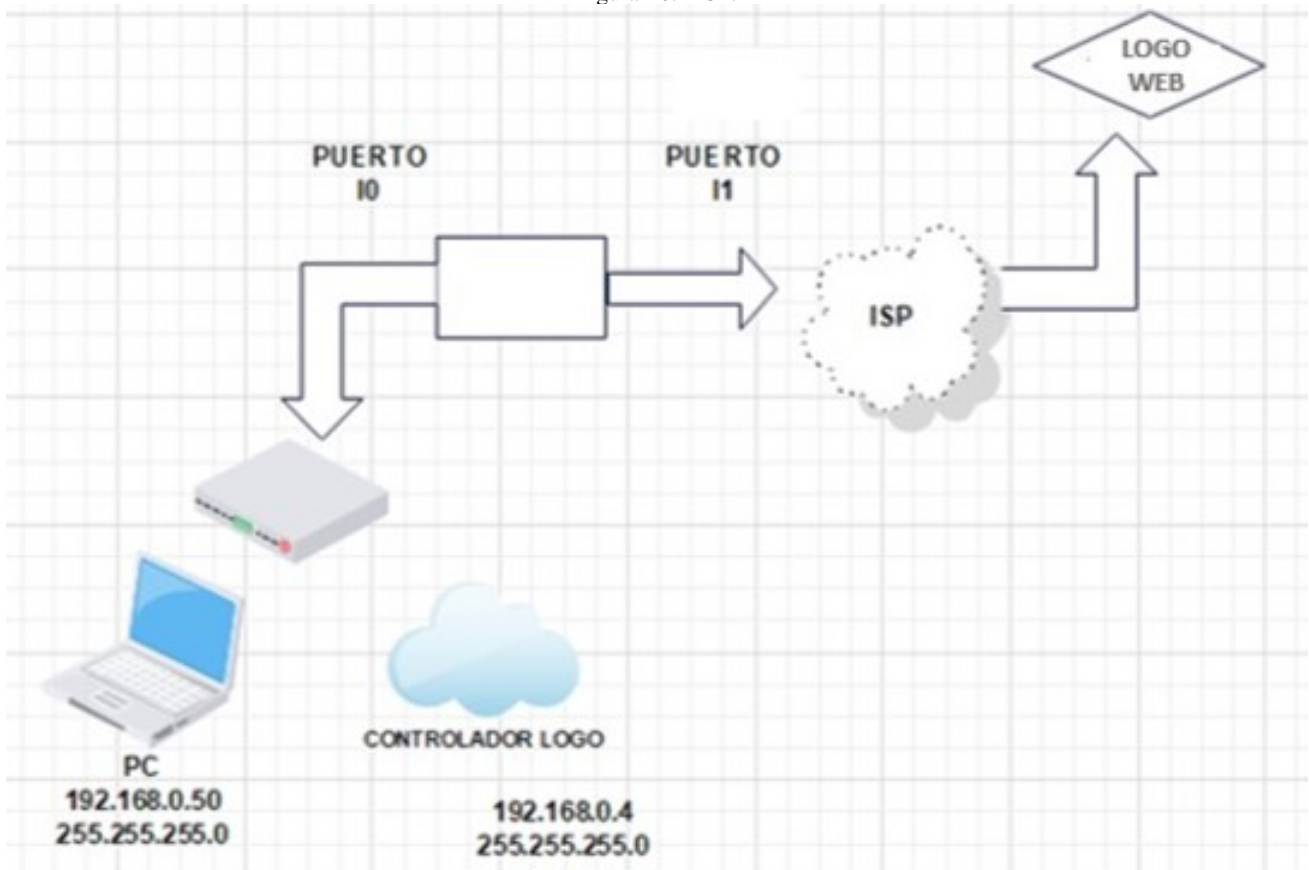 LOGO
WEB
PUERTO
I0
PUERTO
I1
ISP
CONTROLADOR LOGO
PC
192.168.0.50
255.255.255.0
192.168.0.4
255.255.255.0